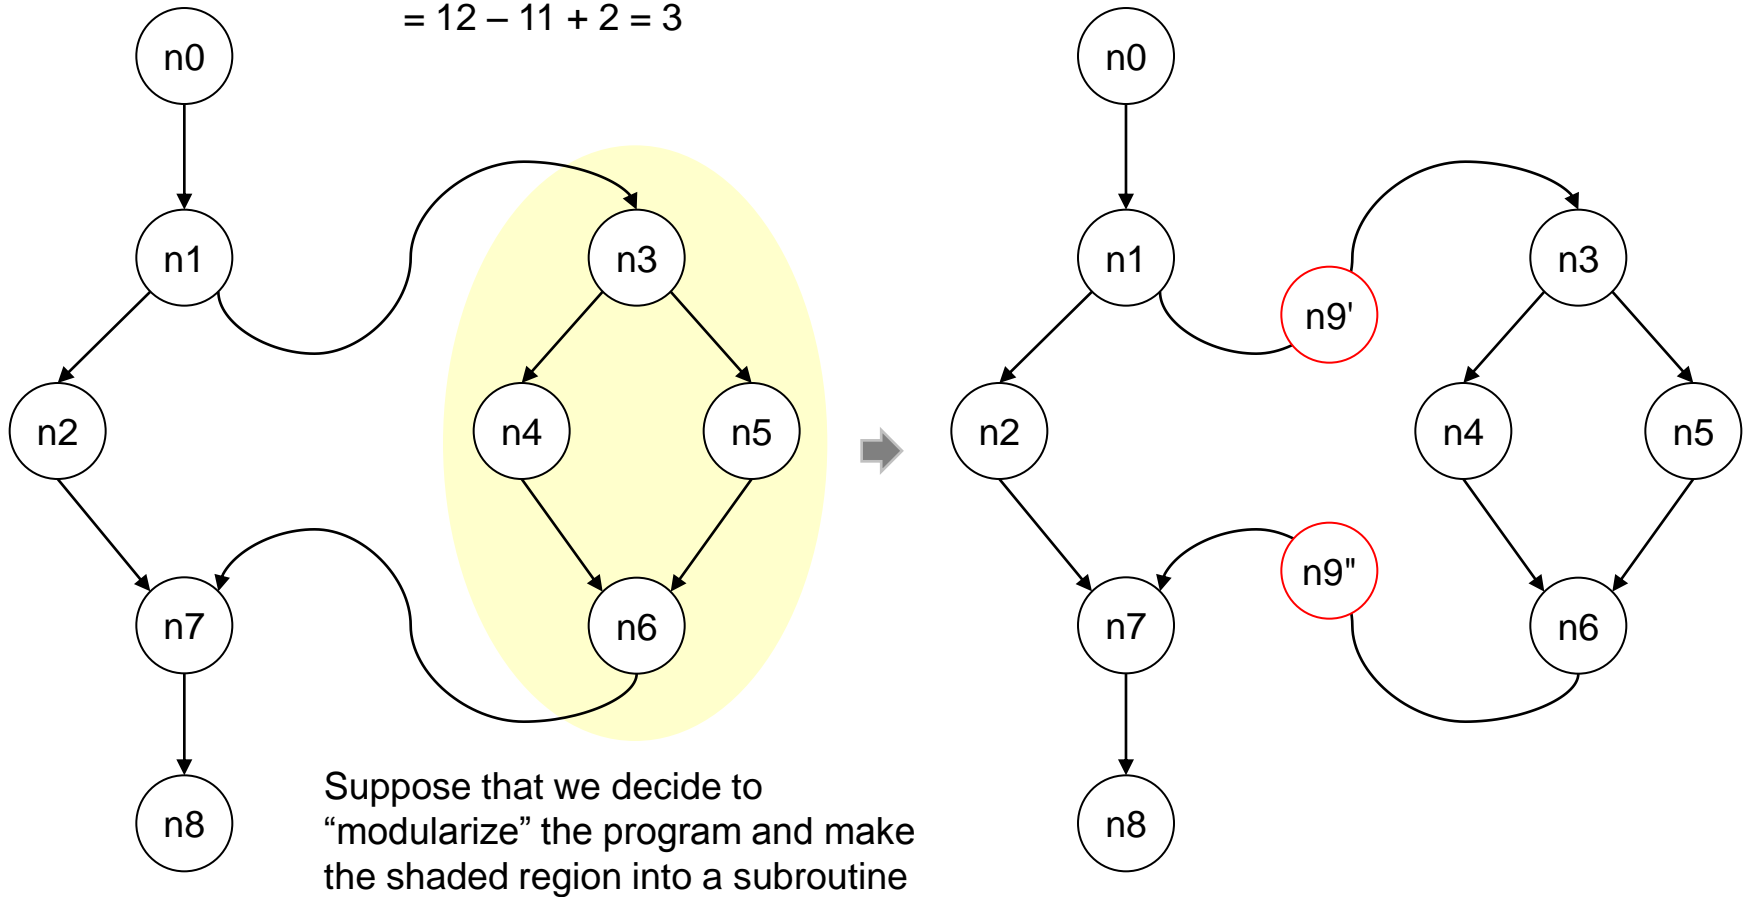 = 12 – 11 + 2 = 3
n0
n0
n1
n3
n1
n9'
n3
n2
n4
n5
n2
n4
n5
n7
n6
n7
n9"
n6
n8
n8
Suppose that we decide to
“modularize” the program and make
the shaded region into a subroutine